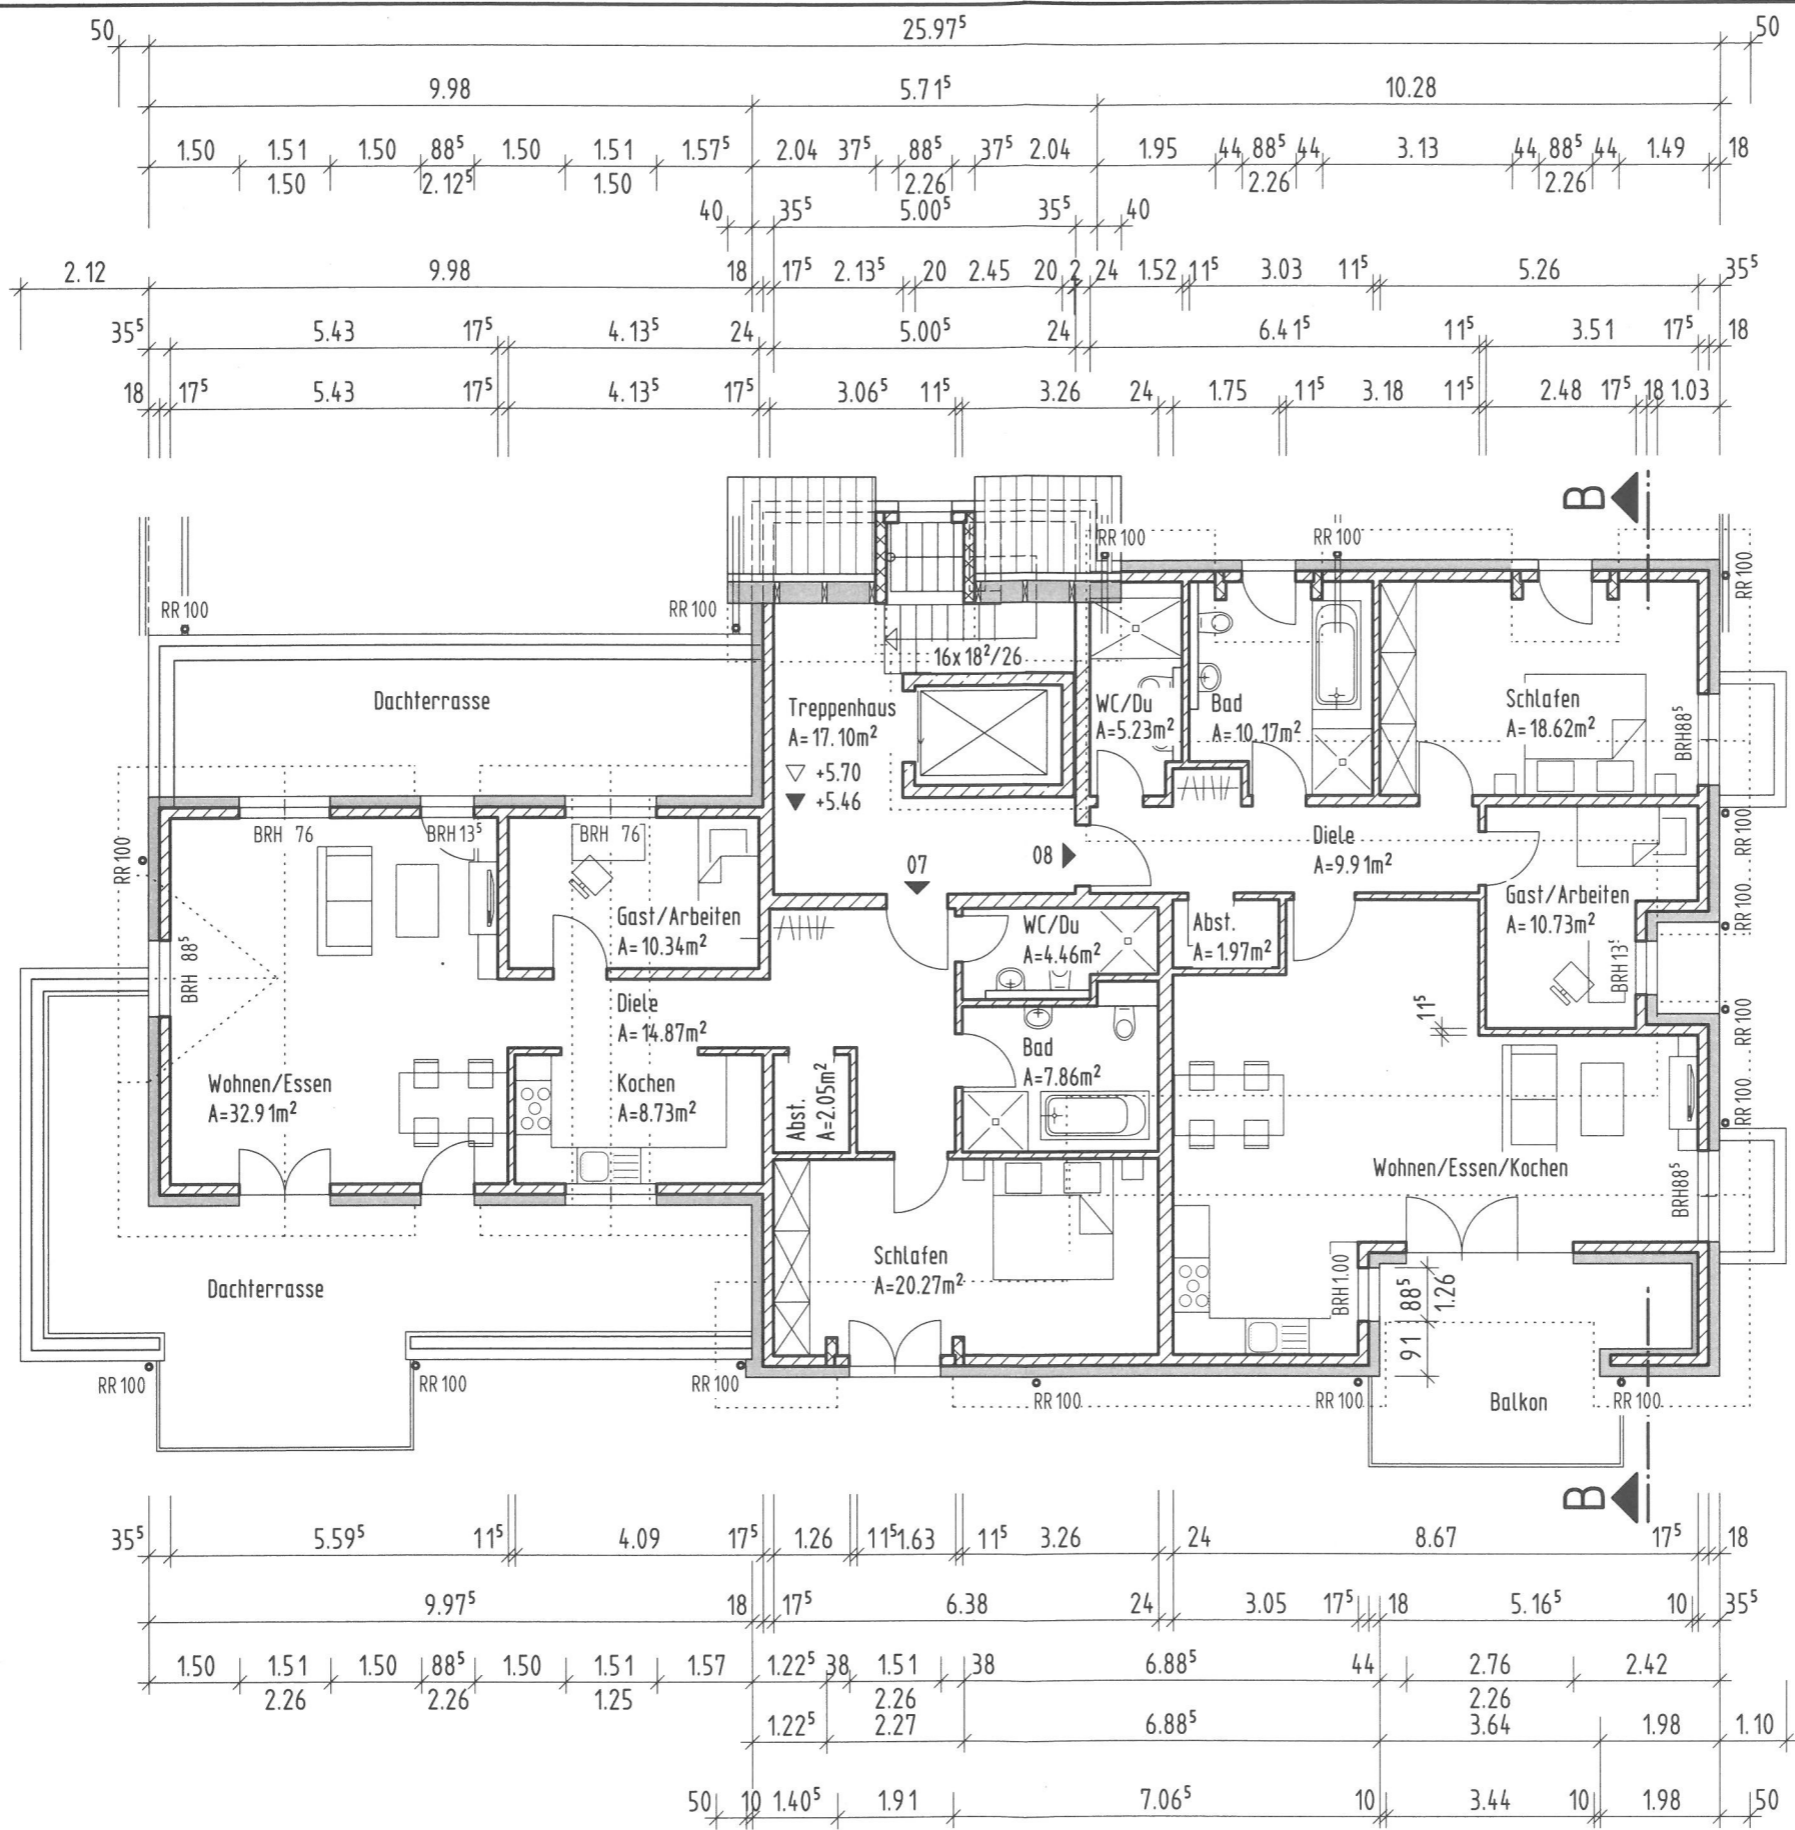 50 25.97⁵ 50
9.98 5.71⁵ 10.28
1.50 1.51 1.50 88⁵ 1.50 1.51 1.57⁵ 2.04 37⁵ 88⁵ 37⁵ 2.04 1.95 44 88⁵ 44 3.13 44 88⁵ 44 1.49 18
1.50 2.12⁵ 1.50 2.26 2.26 2.26
40 35⁵ 5.00⁵ 35⁵ 40
2.12 9.98 18 17⁵ 2.13⁵ 20 2.45 20 2 24 1.52 11⁵ 3.03 11⁵ 5.26 35⁵
35⁵ 5.43 17⁵ 4.13⁵ 24 5.00⁵ 24 6.41⁵ 11⁵ 3.51 17⁵ 18
18 17⁵ 5.43 17⁵ 4.13⁵ 17⁵ 3.06⁵ 11⁵ 3.26 24 1.75 11⁵ 3.18 11⁵ 2.48 17⁵ 18 1.03
B
RR 100 RR 100
RR 100
RR 100 RR 100
16x18²/26
Dachterrasse
Treppenhaus
A=17.10m²
+5.70
+5.46
WC/Du
A=5.23m²
Bad
A=10.17m²
Schlafen
A=18.62m²
BRH88⁵
BRH 76 BRH13⁵ BRH 76
RR 100
07
08
Diele
A=9.91m²
RR 100
Gast/Arbeiten
A=10.34m²
WC/Du
A=4.46m²
Abst.
A=1.97m²
Gast/Arbeiten
A=10.73m²
RR 100
BRH 88⁵
BRH13⁵
Diele
A=14.87m²
11⁵
RR 100
Wohnen/Essen
A=32.91m²
Kochen
A=8.73m²
Abst.
A=2.05m²
Bad
A=7.86m²
RR 100
Wohnen/Essen/Kochen
BRH88⁵
Dachterrasse
Schlafen
A=20.27m²
BRH1.00
88⁵
1.26
91
RR 100 RR 100 RR 100
RR 100 RR 100 Balkon RR 100
B
35⁵ 5.59⁵ 11⁵ 4.09 17⁵ 1.26 11⁵ 1.63 11⁵ 3.26 24 8.67 17⁵ 18
9.97⁵ 18 17⁵ 6.38 24 3.05 17⁵ 18 5.16⁵ 10 35⁵
1.50 1.51 1.50 88⁵ 1.50 1.51 1.57 1.22⁵ 38 1.51 38 6.88⁵ 44 2.76 2.42
2.26 2.26 1.25 2.26 2.26
1.22⁵ 2.27 6.88⁵ 3.64 1.98 1.10
50 10 1.40⁵ 1.91 7.06⁵ 10 3.44 10 1.98 50